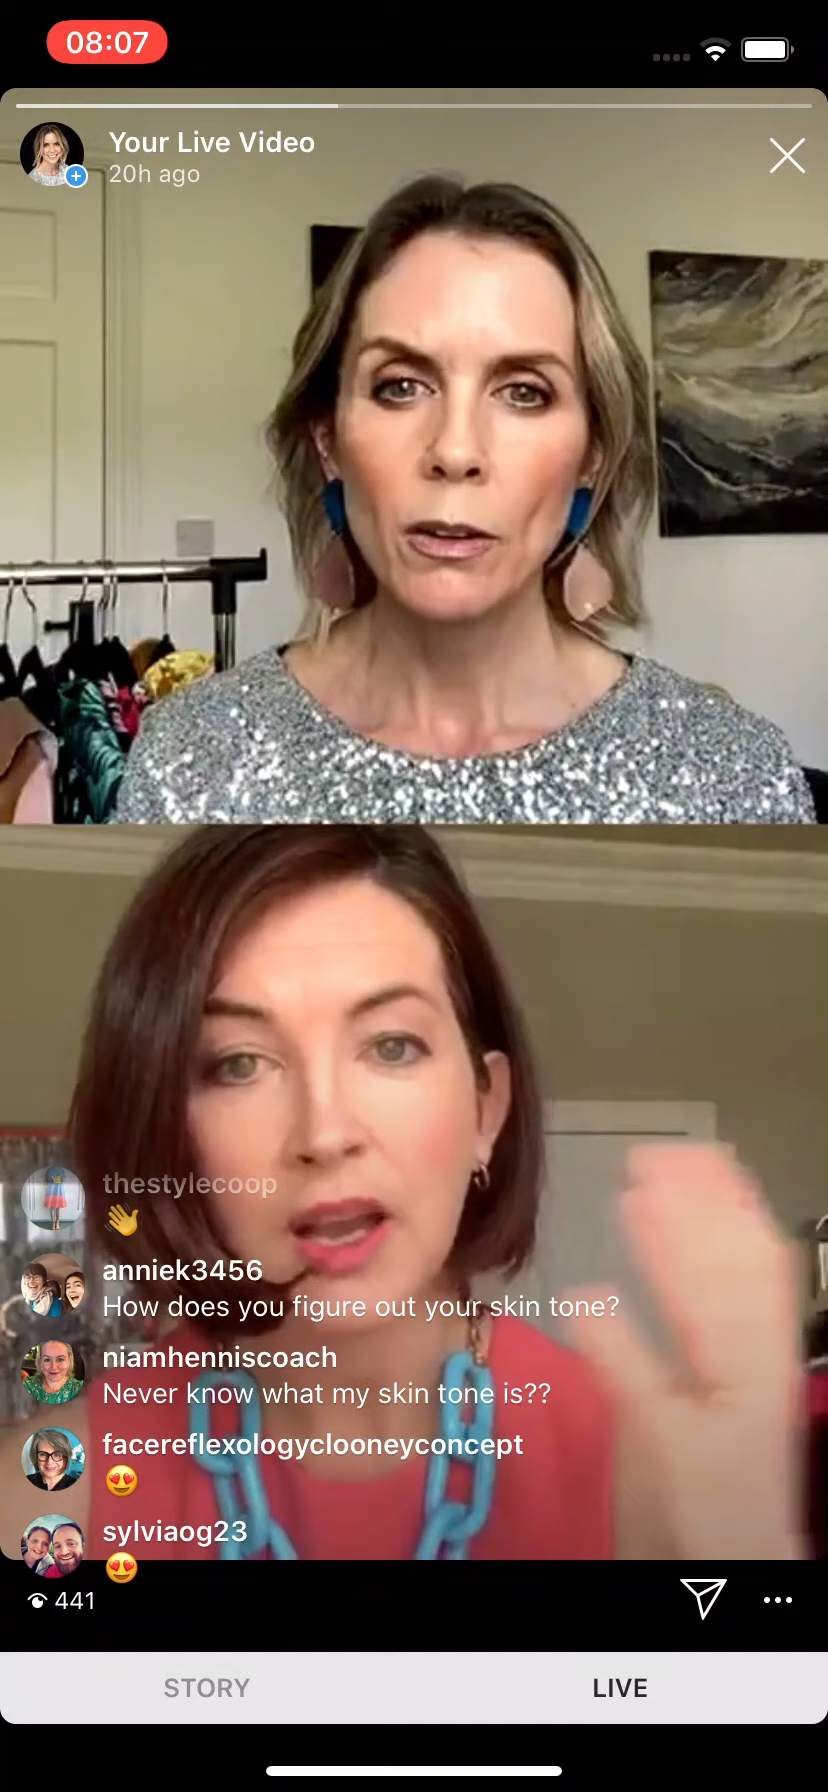 08:07
Your Live Video
20h ago
thestylecoop
👋
anniek3456
How does you figure out your skin tone?
niamhenniscoach
Never know what my skin tone is??
facereflexologyclooneyconcept
😍
sylviaog23
😍
441
STORY
LIVE